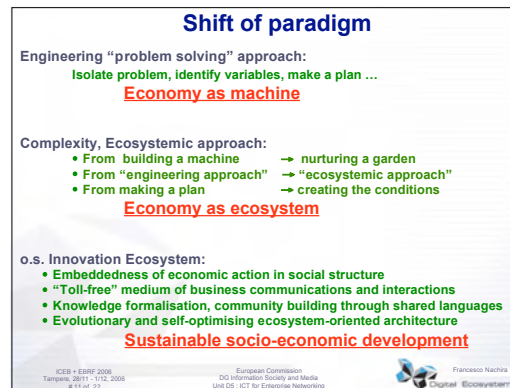 Shift of paradigm
Engineering “problem solving” approach:
Isolate problem, identify variables, make a plan …
Economy as machine
Complexity, Ecosystemic approach:
• From building a machine → nurturing a garden
• From “engineering approach” → “ecosystemic approach”
• From making a plan → creating the conditions
Economy as ecosystem
o.s. Innovation Ecosystem:
• Embeddedness of economic action in social structure
• “Toll-free” medium of business communications and interactions
• Knowledge formalisation, community building through shared languages
• Evolutionary and self-optimising ecosystem-oriented architecture
Sustainable socio-economic development
ICEB + EBRF 2006
Tampere, 28/11 - 1/12, 2006
# 11 of 22
European Commission
DG Information Society and Media
Unit D5 : ICT for Enterprise Networking
Francesco Nachira
Digital Ecosystem